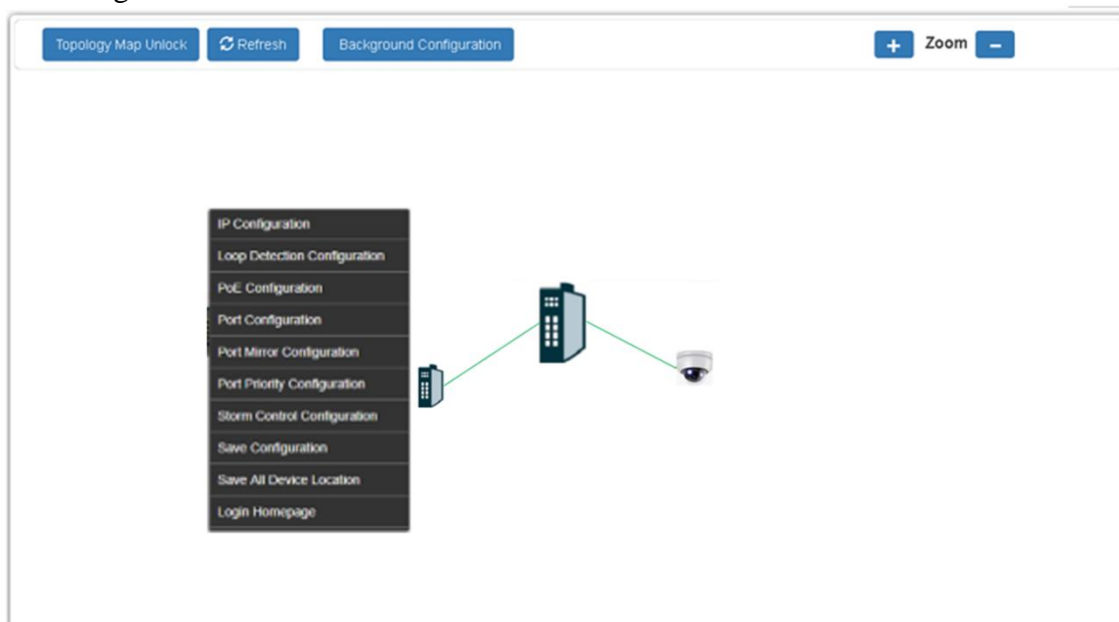 Topology Map Unlock Refresh Background Configuration + Zoom –
IP Configuration
Loop Detection Configuration
PoE Configuration
Port Configuration
Port Mirror Configuration
Port Priority Configuration
Storm Control Configuration
Save Configuration
Save All Device Location
Login Homepage